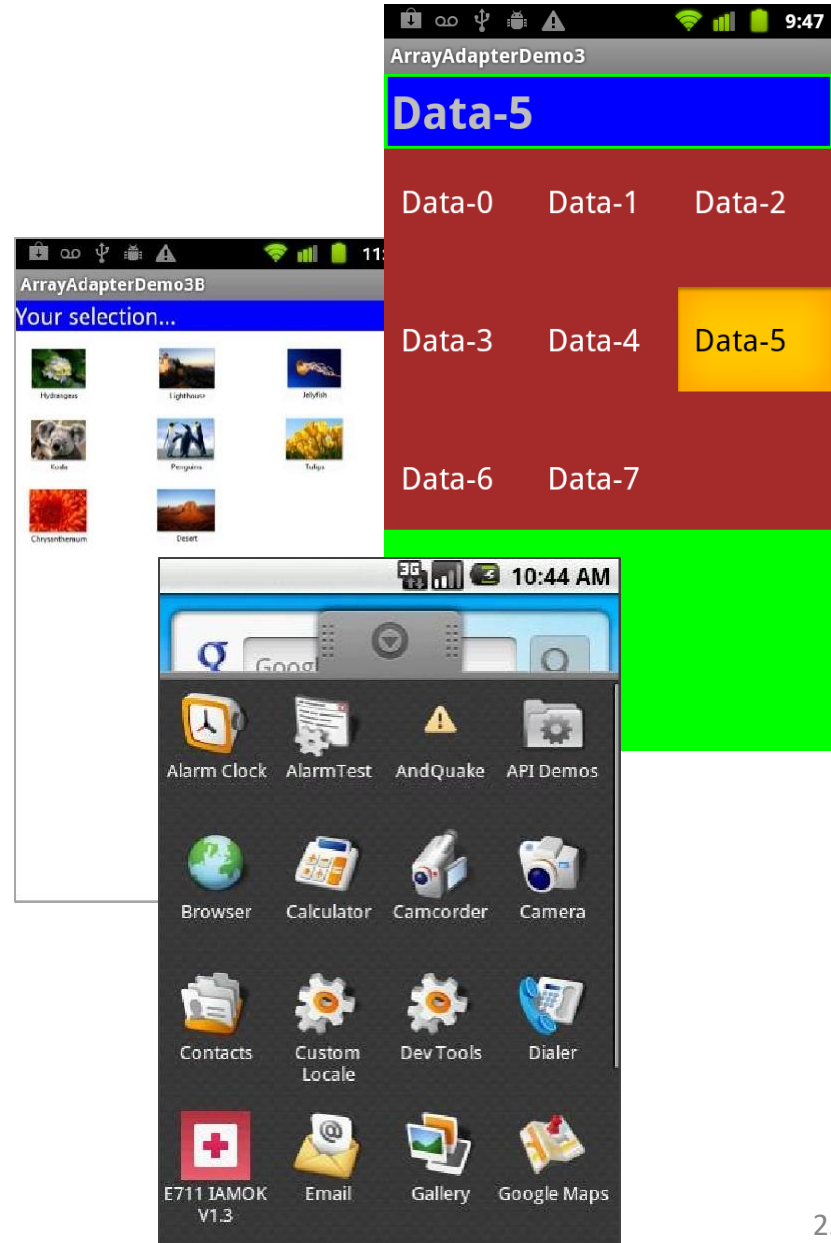 9:47
ArrayAdapterDemo3
Data-5
Data-0 Data-1 Data-2
Data-3 Data-4 Data-5
Data-6 Data-7
11:
ArrayAdapterDemo3B
Your selection...
Hydrangeas Lighthouse Jellyfish
Koala Penguins Tulips
Chrysanthemum Desert
3G 10:44 AM
Googl
Alarm Clock AlarmTest AndQuake API Demos
Browser Calculator Camcorder Camera
Contacts Custom Locale Dev Tools Dialer
E711 IAMOK V1.3 Email Gallery Google Maps
2